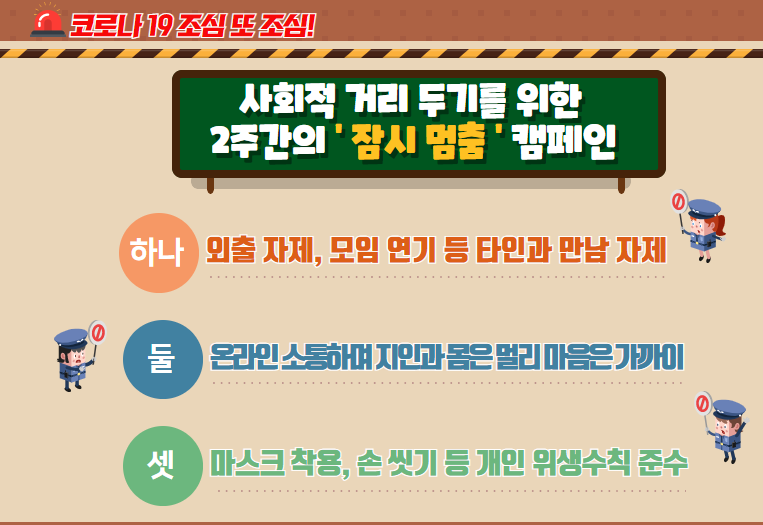 코로나 19 조심 또 조심!
사회적 거리 두기를 위한
2주간의 ' 잠시 멈춤 ' 캠페인
하나 외출 자제, 모임 연기 등 타인과 만남 자제
둘 온라인 소통하며 지인과 몸은 멀리 마음은 가까이
셋 마스크 착용, 손 씻기 등 개인 위생수칙 준수